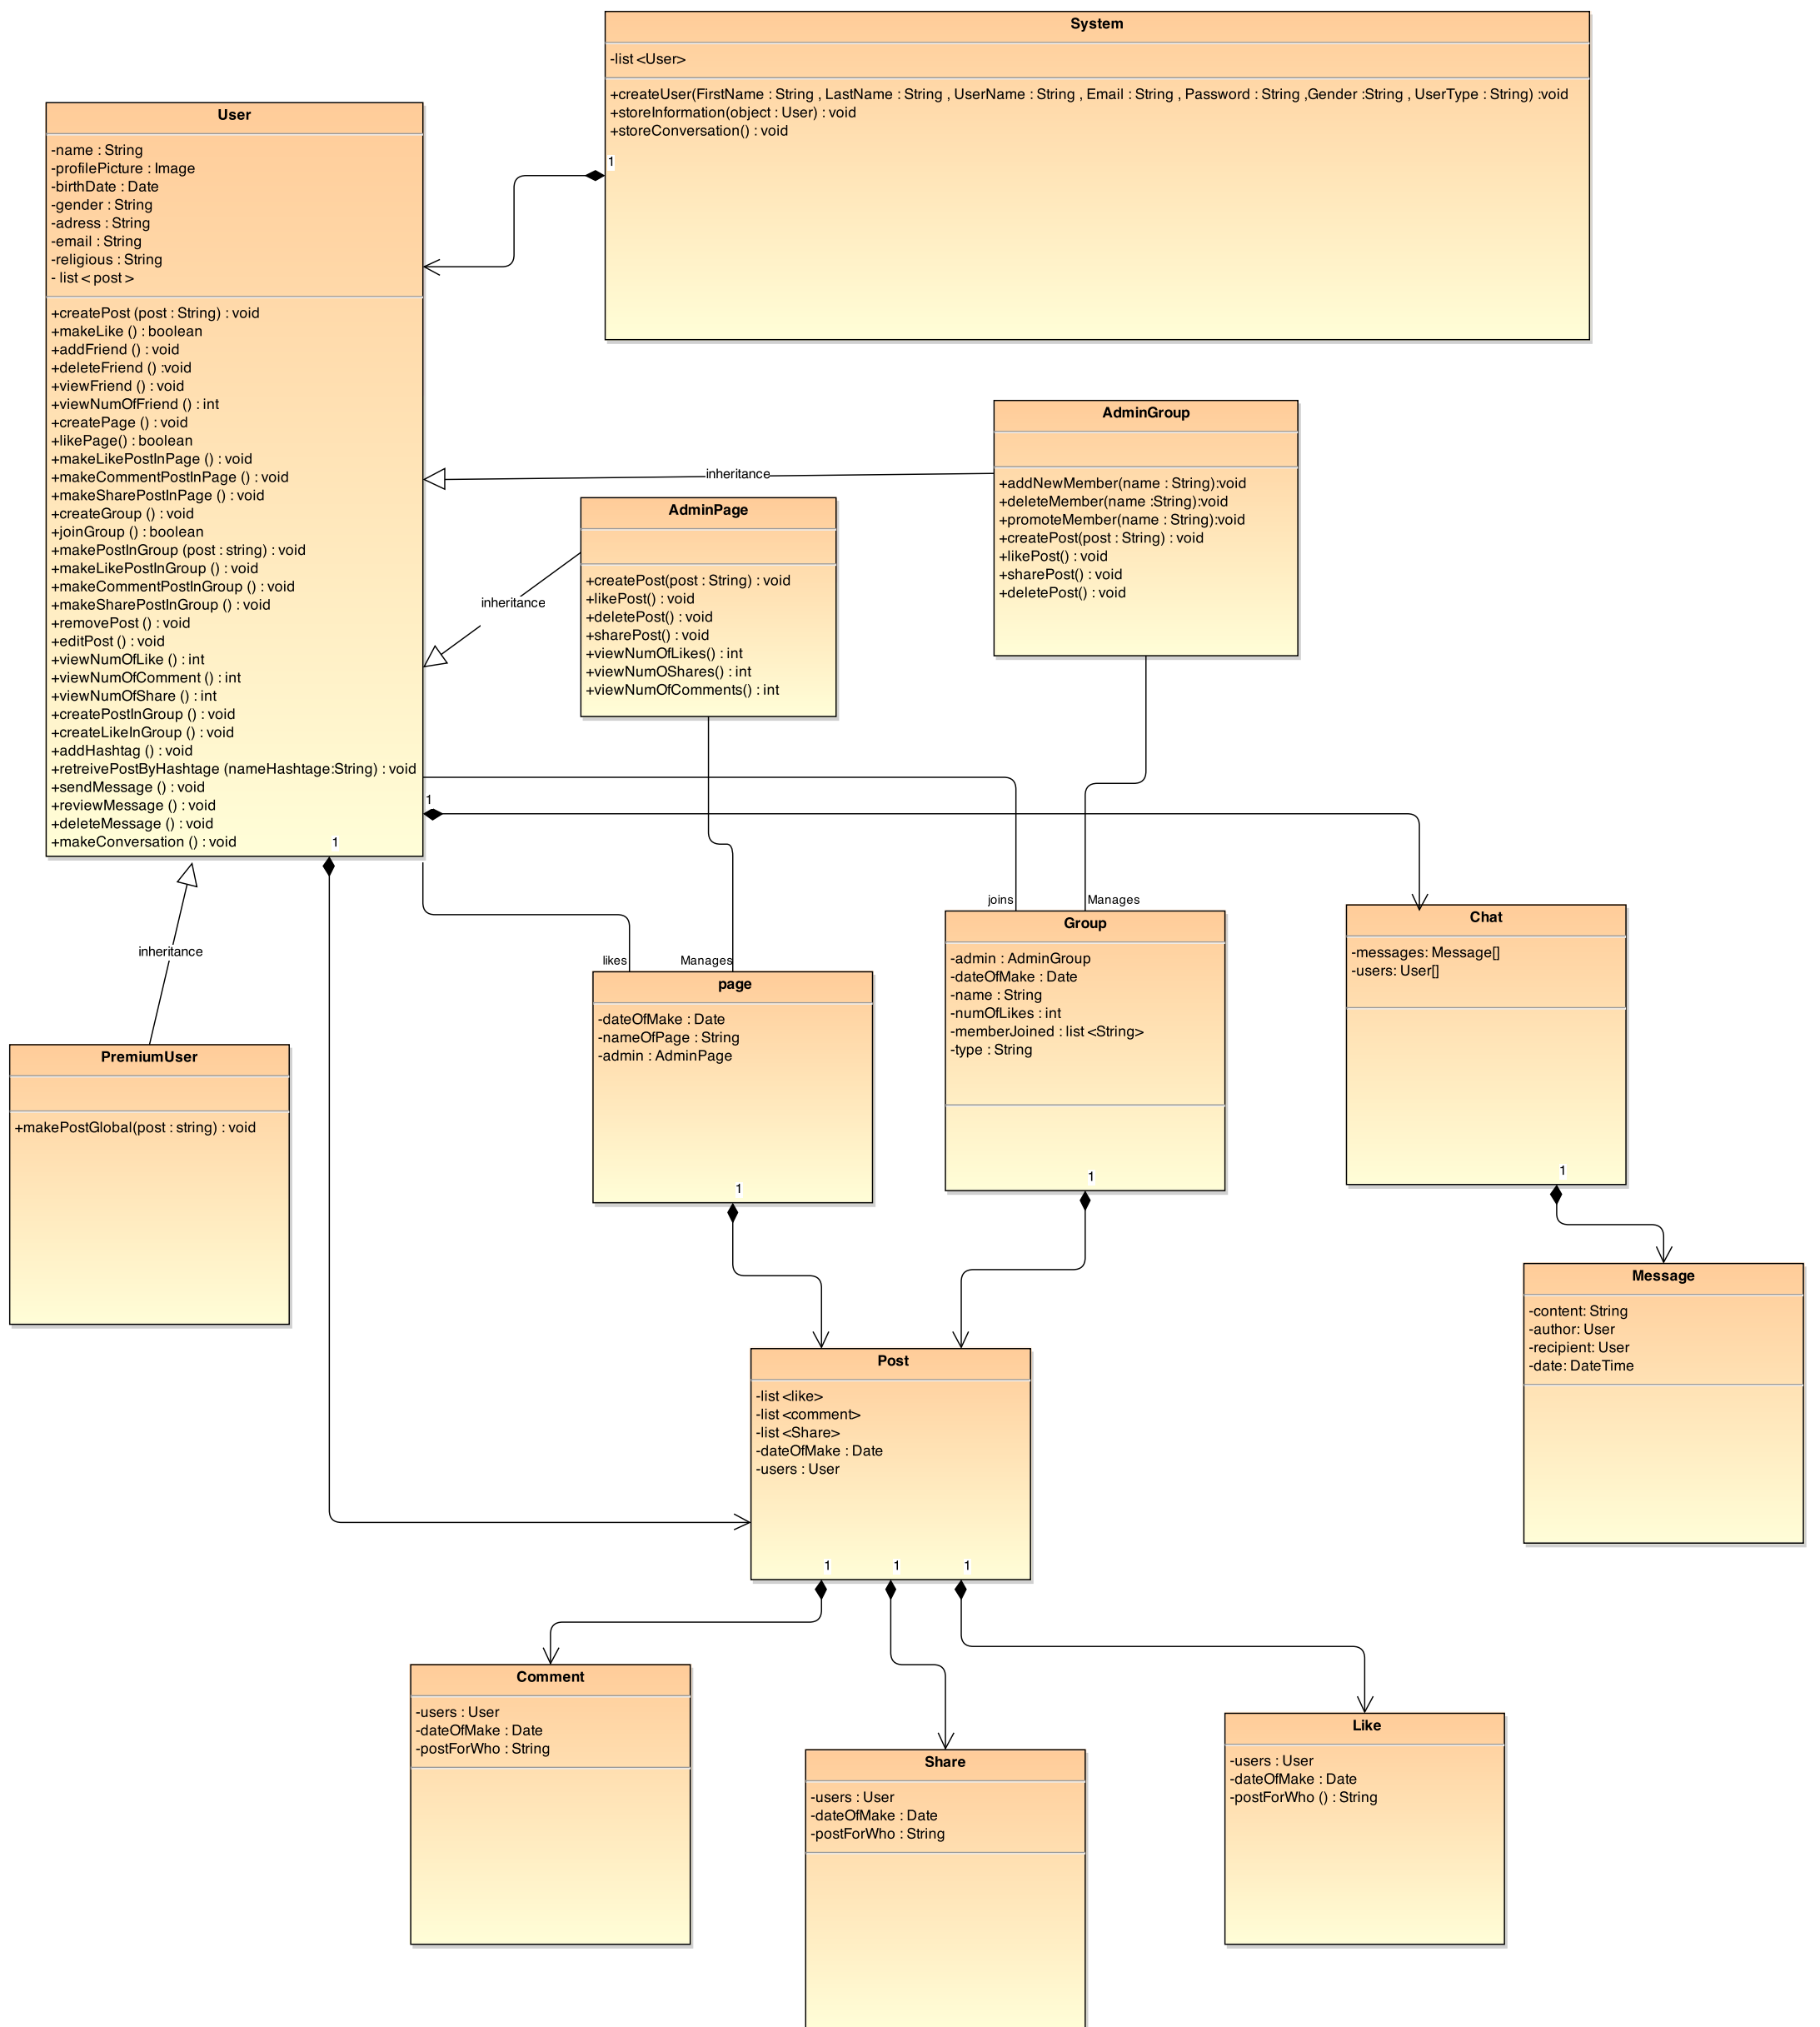 System
-list <User>
+createUser(FirstName : String , LastName : String , UserName : String , Email : String , Password : String ,Gender :String , UserType : String) :void
+storeInformation(object : User) : void
+storeConversation() : void
1
User
-name : String
-profilePicture : Image
-birthDate : Date
-gender : String
-adress : String
-email : String
-religious : String
- list < post >
+createPost (post : String) : void
+makeLike () : boolean
+addFriend () : void
+deleteFriend () :void
+viewFriend () : void
+viewNumOfFriend () : int
+createPage () : void
+likePage() : boolean
+makeLikePostInPage () : void
+makeCommentPostInPage () : void
+makeSharePostInPage () : void
+createGroup () : void
+joinGroup () : boolean
+makePostInGroup (post : string) : void
+makeLikePostInGroup () : void
+makeCommentPostInGroup () : void
+makeSharePostInGroup () : void
+removePost () : void
+editPost () : void
+viewNumOfLike () : int
+viewNumOfComment () : int
+viewNumOfShare () : int
+createPostInGroup () : void
+createLikeInGroup () : void
+addHashtag () : void
+retreivePostByHashtage (nameHashtage:String) : void
+sendMessage () : void
+reviewMessage () : void
+deleteMessage () : void
+makeConversation () : void
1
1
inheritance
AdminGroup
+addNewMember(name : String):void
+deleteMember(name :String):void
+promoteMember(name : String):void
+createPost(post : String) : void
+likePost() : void
+sharePost() : void
+deletePost() : void
inheritance
AdminPage
+createPost(post : String) : void
+likePost() : void
+deletePost() : void
+sharePost() : void
+viewNumOfLikes() : int
+viewNumOShares() : int
+viewNumOfComments() : int
inheritance
PremiumUser
+makePostGlobal(post : string) : void
likes
Manages
page
-dateOfMake : Date
-nameOfPage : String
-admin : AdminPage
1
joins
Manages
Group
-admin : AdminGroup
-dateOfMake : Date
-name : String
-numOfLikes : int
-memberJoined : list <String>
-type : String
1
Chat
-messages: Message[]
-users: User[]
1
Message
-content: String
-author: User
-recipient: User
-date: DateTime
Post
-list <like>
-list <comment>
-list <Share>
-dateOfMake : Date
-users : User
1
1
1
Comment
-users : User
-dateOfMake : Date
-postForWho : String
Share
-users : User
-dateOfMake : Date
-postForWho : String
Like
-users : User
-dateOfMake : Date
-postForWho () : String